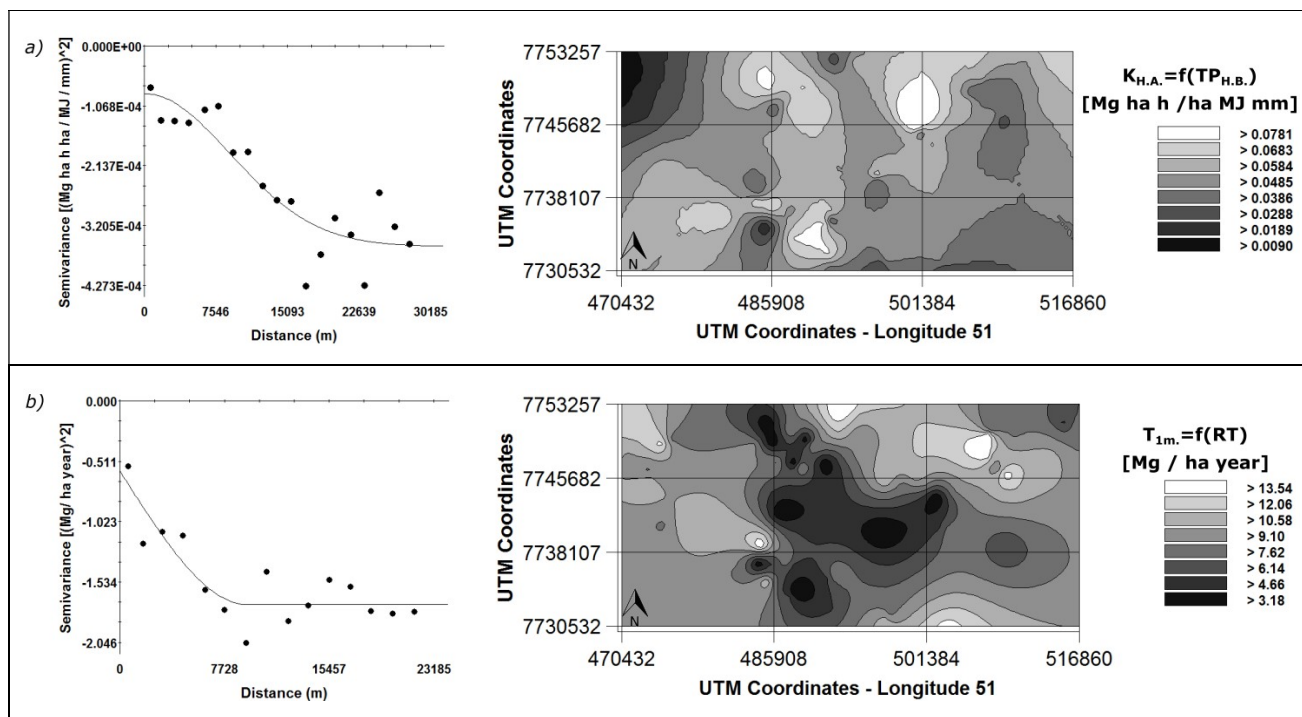 a)
Semivariance [(Mg ha h ha / MJ / mm)^2]
0.000E+00
-1.068E-04
-2.137E-04
-3.205E-04
-4.273E-04
0 7546 15093 22639 30185
Distance (m)
UTM Coordinates
7753257
7745682
7738107
7730532
N
470432 485908 501384 516860
UTM Coordinates - Longitude 51
K H.A.=f(TP H.B.)
[Mg ha h /ha MJ mm]
> 0.0781
> 0.0683
> 0.0584
> 0.0485
> 0.0386
> 0.0288
> 0.0189
> 0.0090
b)
Semivariance [(Mg/ ha/ year)^2]
0.000
-0.511
-1.023
-1.534
-2.046
0 7728 15457 23185
Distance (m)
UTM Coordinates
7753257
7745682
7738107
7730532
N
470432 485908 501384 516860
UTM Coordinates - Longitude 51
T 1m.=f(RT)
[Mg / ha year]
> 13.54
> 12.06
> 10.58
> 9.10
> 7.62
> 6.14
> 4.66
> 3.18